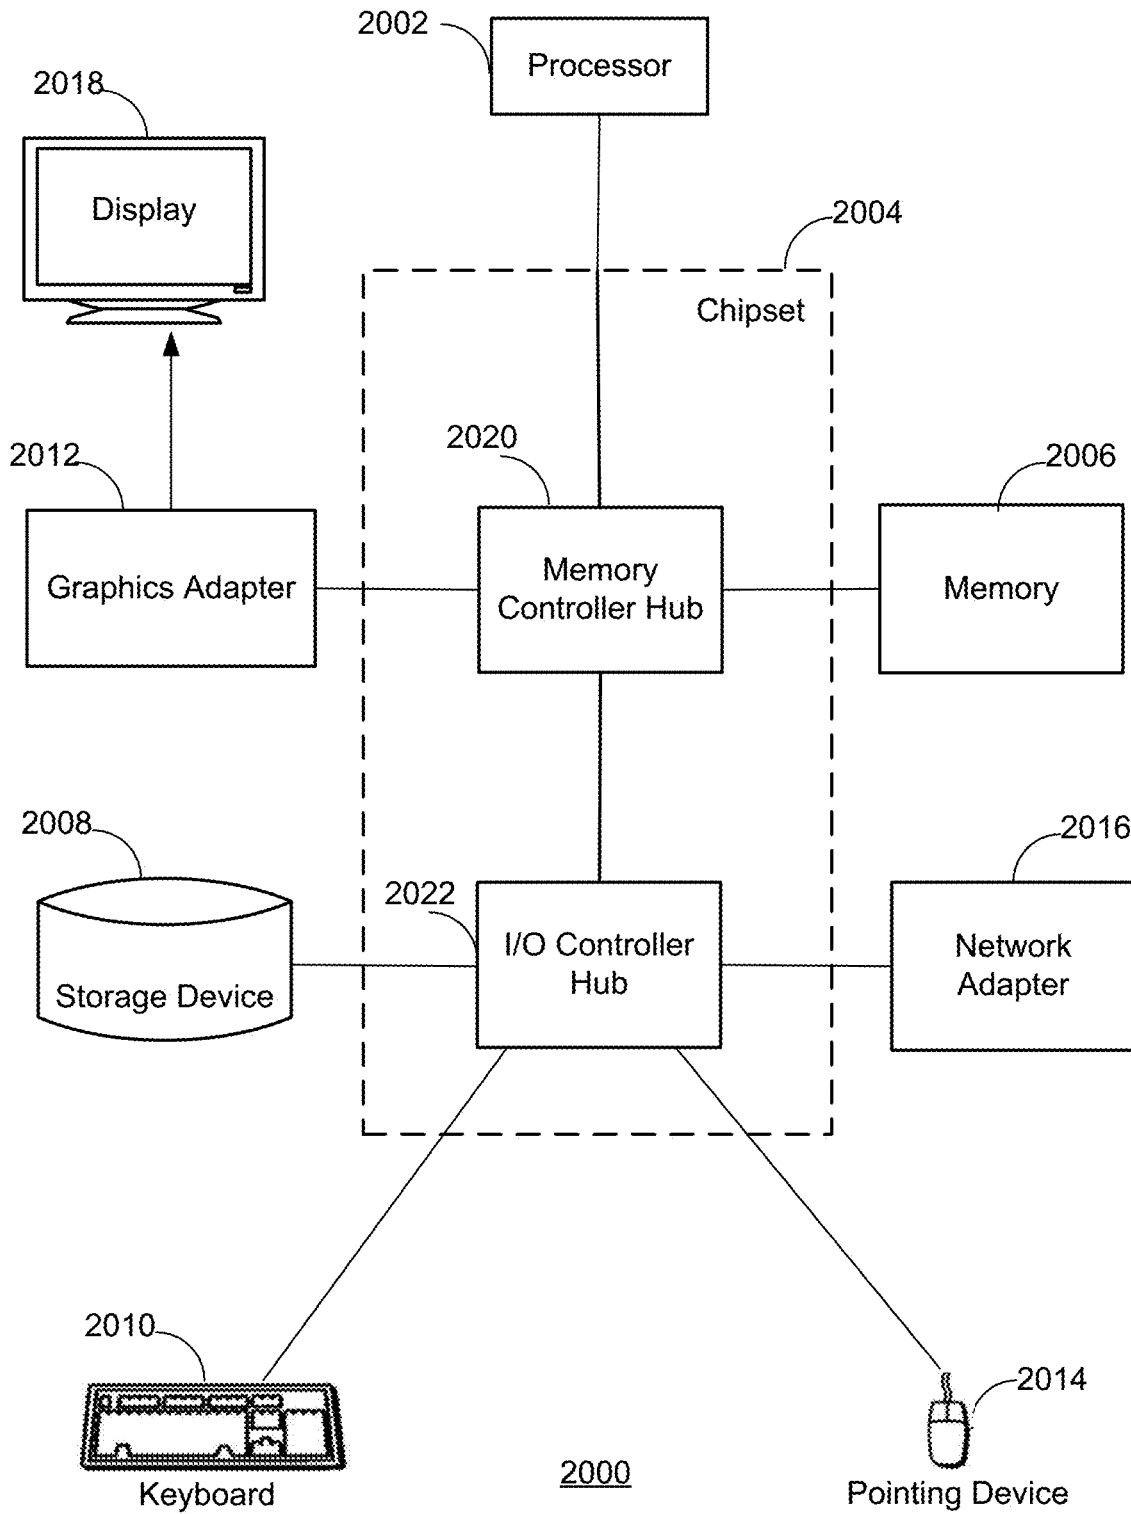 2002
Processor
2018
Display
2004
Chipset
2012
2020
2006
Graphics Adapter
Memory
Controller Hub
Memory
2008
2022
2016
Storage Device
I/O Controller
Hub
Network
Adapter
2010
2014
Keyboard
2000
Pointing Device